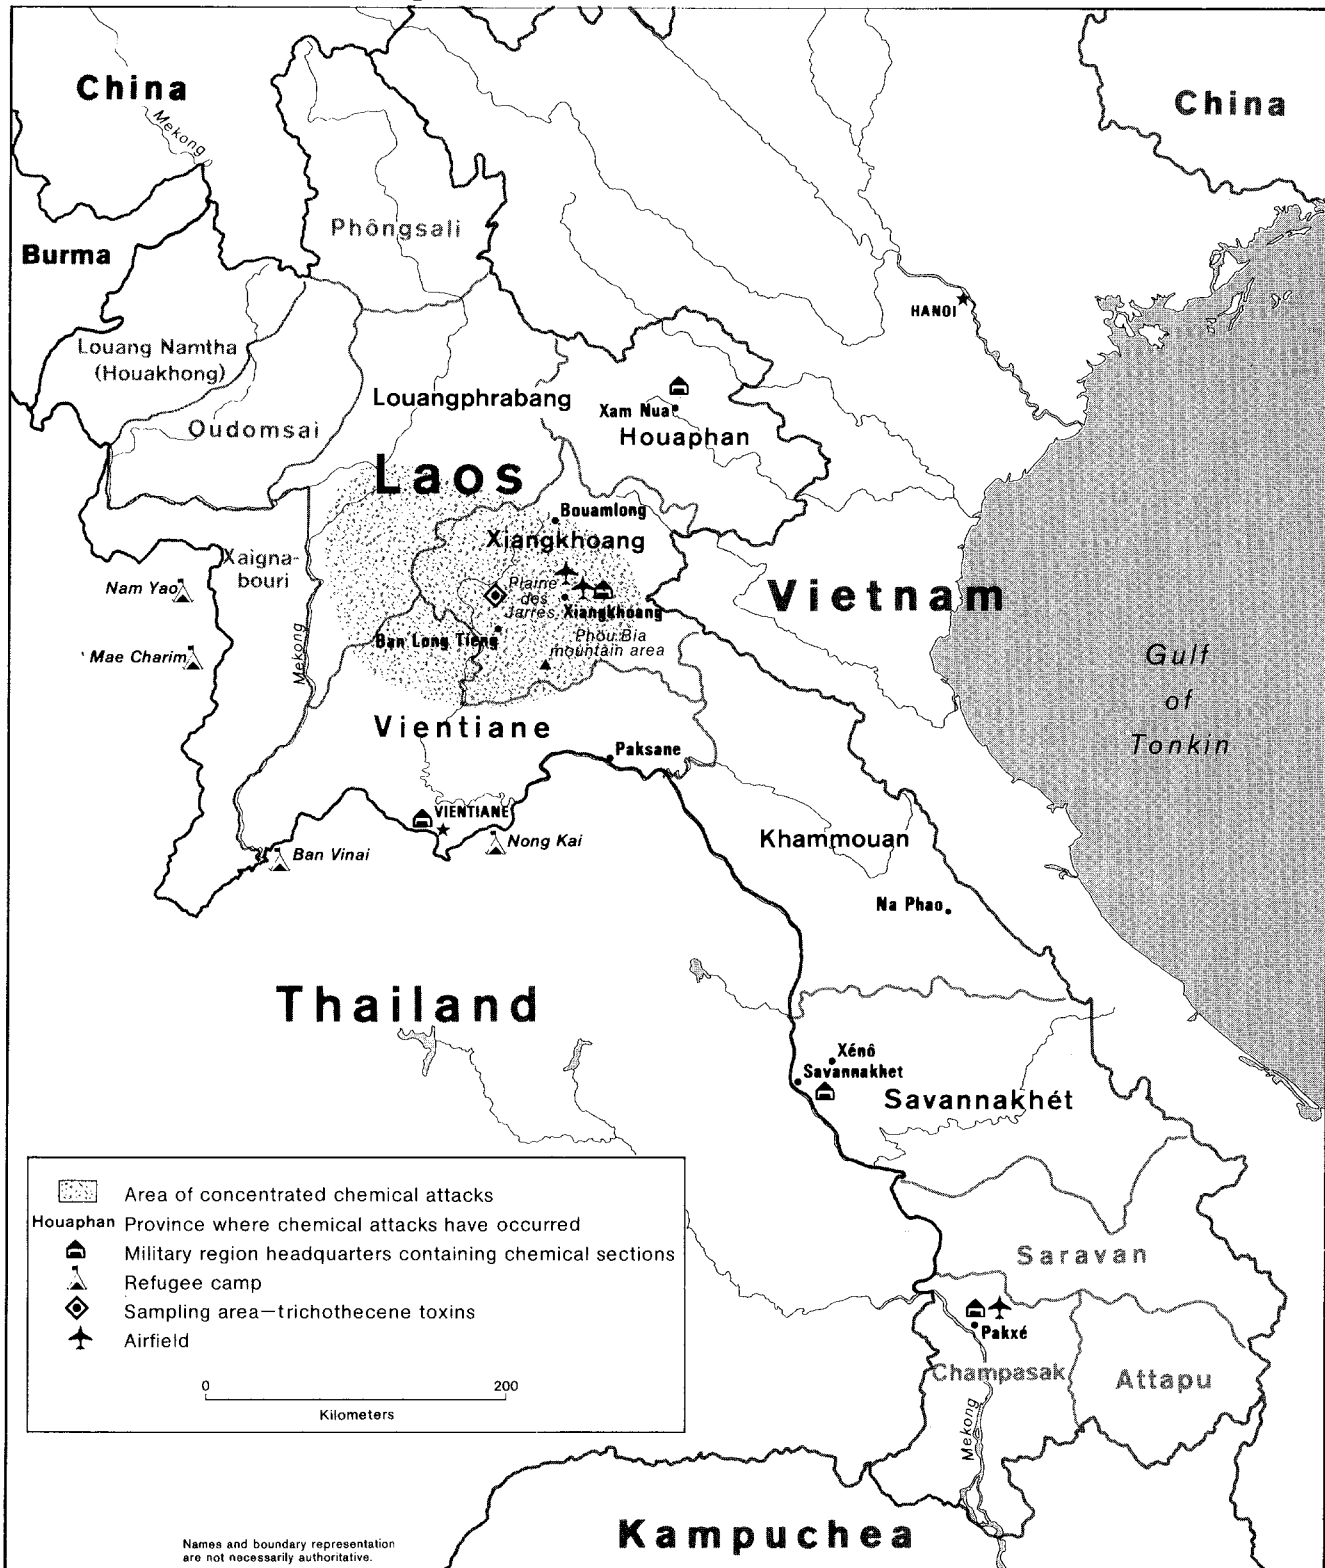 China
Mekong
China
Burma
Phôngsali
HANOI
Louang Namtha
(Houakhong)
Louangphrabang
Xam Nua
Houaphan
Oudomsai
Laos
Bouamlong
Xiangkhoang
Xaigna-
bouri
Nam Yao
Plaine
des
Jarres
Xiangkhoang
Vietnam
Ban Long Tieng
Phou Bia
mountain area
Mae Charim
Mekong
Gulf
of
Tonkin
Vientiane
Paksane
VIENTIANE
Nong Kai
Ban Vinai
Khammouan
Na Phao
Thailand
Xénô
Savannakhet
Savannakhét
Area of concentrated chemical attacks
Houaphan Province where chemical attacks have occurred
Military region headquarters containing chemical sections
Refugee camp
Sampling area—trichothecene toxins
Airfield
0 200
Kilometers
Saravan
Pakxé
Champasak
Attapu
Mekong
Kampuchea
Names and boundary representation
are not necessarily authoritative.